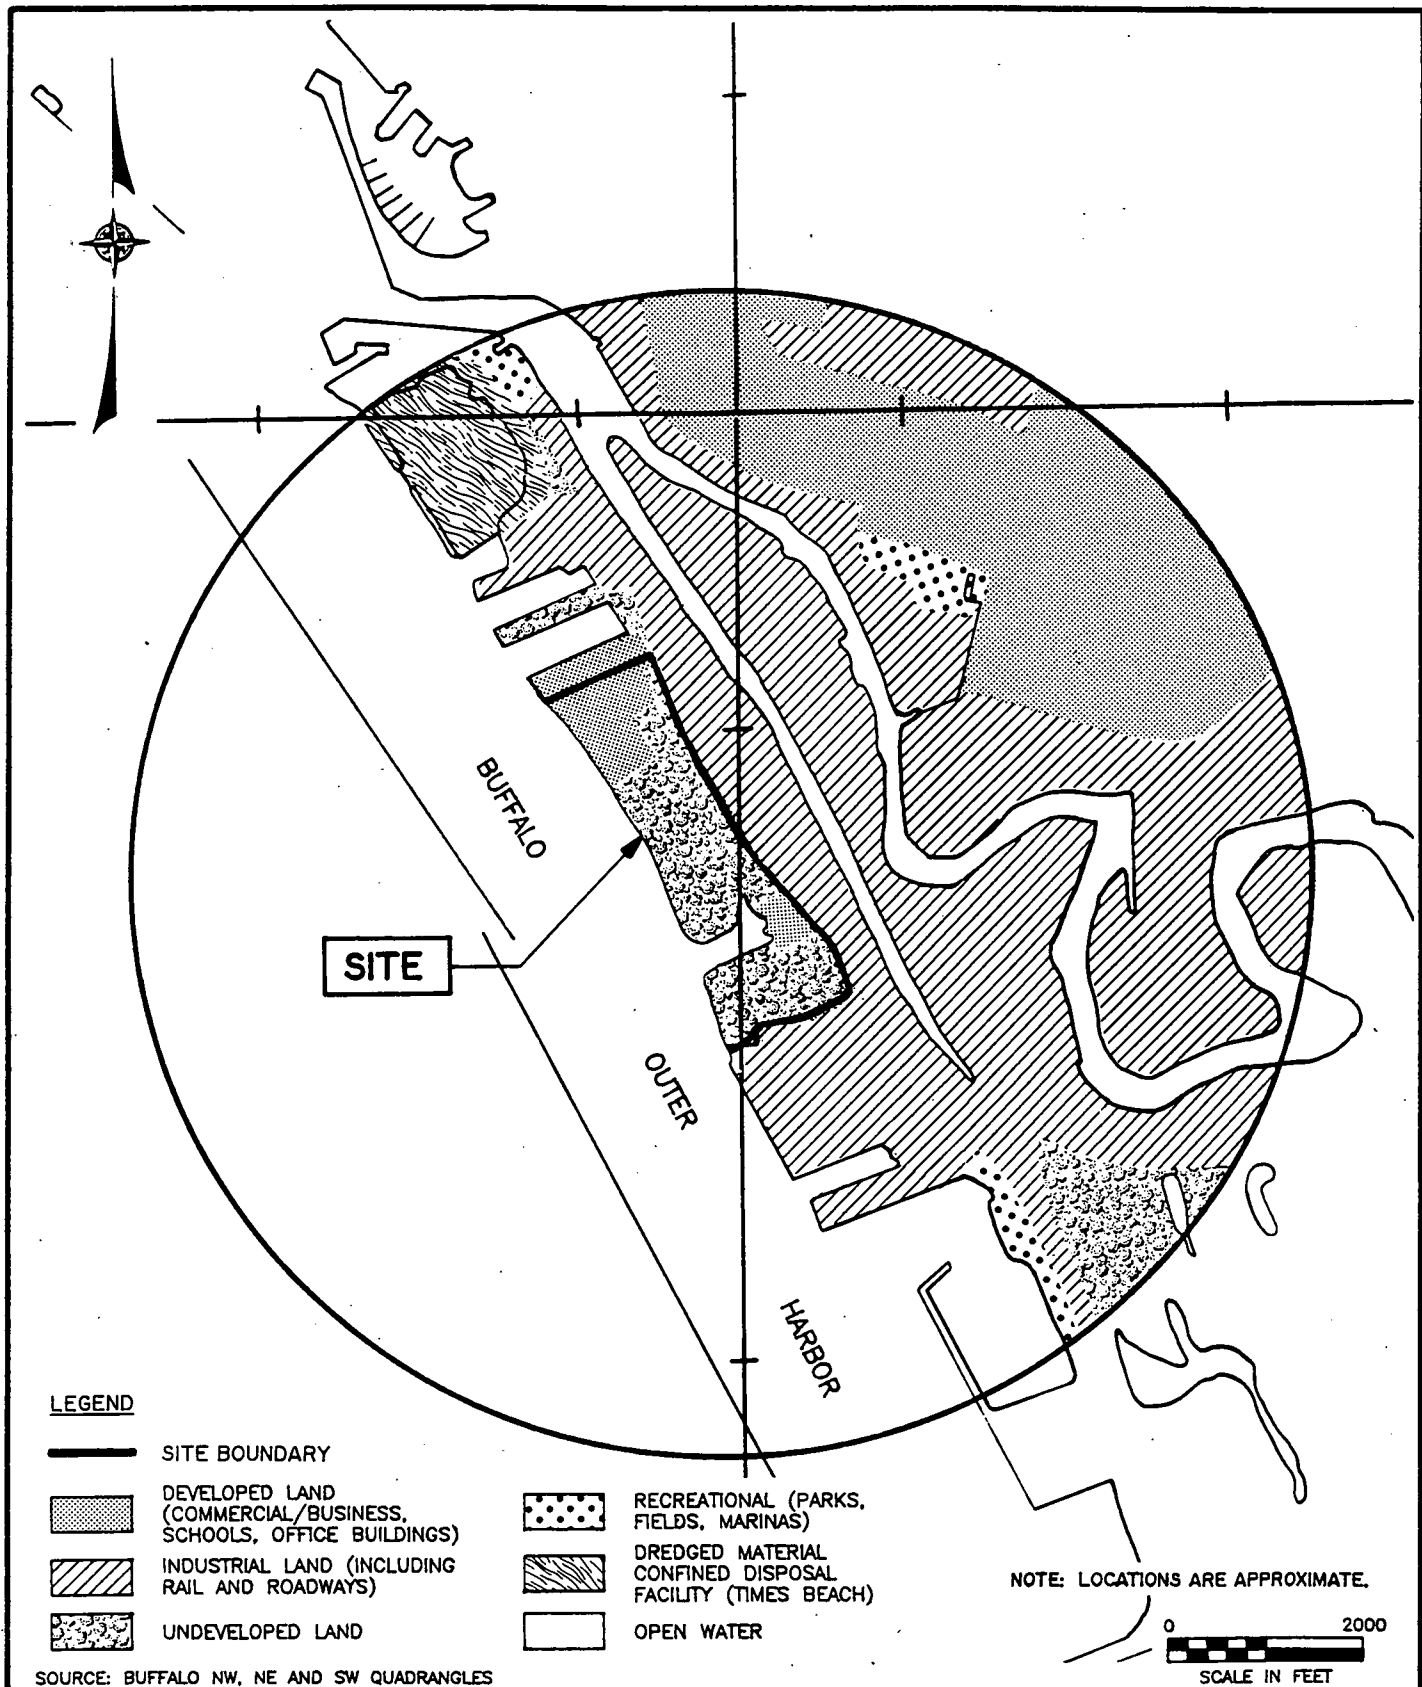 BUFFALO
SITE
OUTER
HARBOR
LEGEND
SITE BOUNDARY
DEVELOPED LAND
(COMMERCIAL/BUSINESS,
SCHOOLS, OFFICE BUILDINGS)
INDUSTRIAL LAND (INCLUDING
RAIL AND ROADWAYS)
UNDEVELOPED LAND
RECREATIONAL (PARKS,
FIELDS, MARINAS)
DREDGED MATERIAL
CONFINED DISPOSAL
FACILITY (TIMES BEACH)
OPEN WATER
NOTE: LOCATIONS ARE APPROXIMATE.
0 2000
SCALE IN FEET
SOURCE: BUFFALO NW, NE AND SW QUADRANGLES